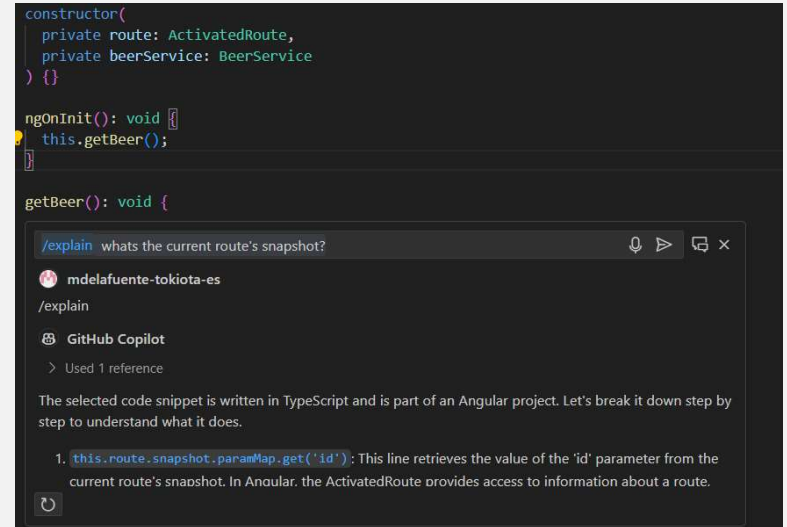 constructor(
private route: ActivatedRoute,
private beerService: BeerService
) {}
ngOnInit(): void {
this.getBeer();
}
getBeer(): void {
/explain whats the current route's snapshot?
mdelafuente-tokiota-es
/explain
GitHub Copilot
> Used 1 reference
The selected code snippet is written in TypeScript and is part of an Angular project. Let's break it down step by
step to understand what it does.
1. this.route.snapshot.paramMap.get('id') : This line retrieves the value of the 'id' parameter from the
current route's snapshot. In Angular, the ActivatedRoute provides access to information about a route.